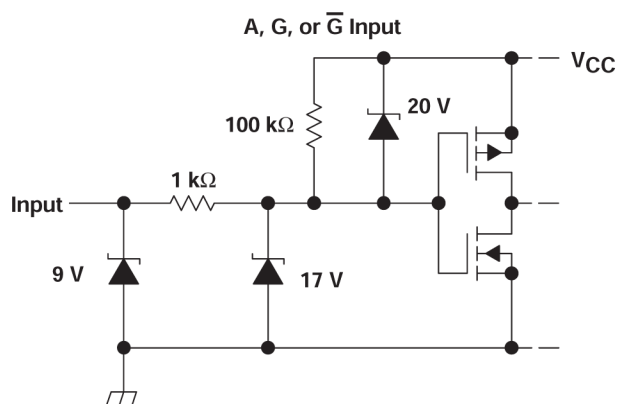 A, G, or G̅ Input
VCC
20 V
100 kΩ
1 kΩ
Input
9 V
17 V